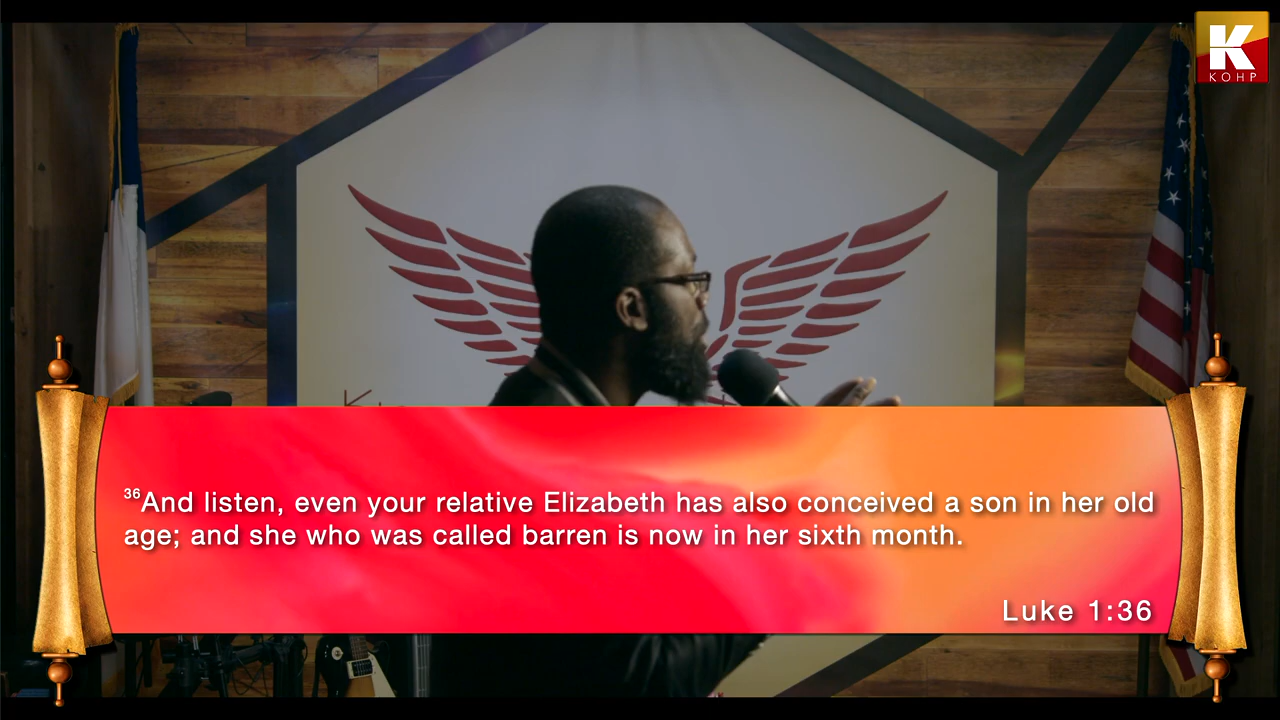 K
KOHP
³⁶And listen, even your relative Elizabeth has also conceived a son in her old
age; and she who was called barren is now in her sixth month.
Luke 1:36